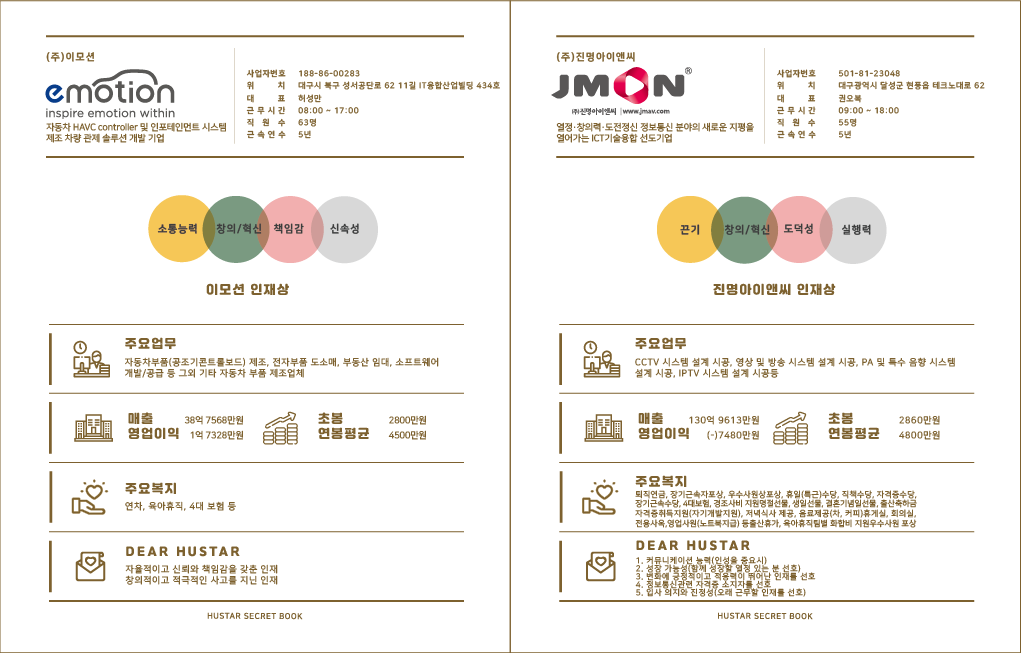 (주)이모션
emotion
inspire emotion within
자동차 HAVC controller 및 인포테인먼트 시스템
제조 차량 관제 솔루션 개발 기업
사업자번호 188-86-00283
위 치 대구시 북구 성서공단로 62 11길 IT융합산업빌딩 434호
대 표 허성만
근무시간 08:00 ~ 17:00
직 원 수 63명
근속연수 5년
소통능력
창의/혁신
책임감
신속성
이모션 인재상
주요업무
자동차부품(공조기콘트롤보드) 제조, 전자부품 도소매, 부동산 임대, 소프트웨어
개발/공급 등 그외 기타 자동차 부품 제조업체
매출 38억 7568만원
영업이익 1억 7328만원
초봉 2800만원
연봉평균 4500만원
주요복지
연차, 육아휴직, 4대 보험 등
DEAR HUSTAR
자율적이고 신뢰와 책임감을 갖춘 인재
창의적이고 적극적인 사고를 지닌 인재
HUSTAR SECRET BOOK
(주)진명아이앤씨
JMON®
(주)진명아이앤씨 | www.jmav.com
열정·창의력·도전정신 정보통신 분야의 새로운 지평을
열어가는 ICT기술융합 선도기업
사업자번호 501-81-23048
위 치 대구광역시 달성군 현풍읍 테크노대로 62
대 표 권오복
근무시간 09:00 ~ 18:00
직 원 수 55명
근속연수 5년
끈기
창의/혁신
도덕성
실행력
진명아이앤씨 인재상
주요업무
CCTV 시스템 설계 시공, 영상 및 방송 시스템 설계 시공, PA 및 특수 음향 시스템
설계 시공, IPTV 시스템 설계 시공등
매출 130억 9613만원
영업이익 (-)7480만원
초봉 2860만원
연봉평균 4800만원
주요복지
퇴직연금, 장기근속자포상, 우수사원상포상, 휴일(특근)수당, 직책수당, 자격증수당,
장기근속수당, 4대보험, 경조사비 지원명절선물, 생일선물, 결혼기념일선물, 출산축하금
자격증취득지원(자기개발지원), 저녁식사 제공, 음료제공(차, 커피)휴게실, 회의실,
전용사옥,영업사원(노트북지급) 등출산휴가, 육아휴직팀별 화합비 지원우수사원 포상
DEAR HUSTAR
1. 커뮤니케이션 능력(인성을 중요시)
2. 성장 가능성(함께 성장할 열정 있는 분 선호)
3. 변화에 긍정적이고 적응력이 뛰어난 인재를 선호
4. 정보통신관련 자격증 소지자를 선호
5. 입사 의지와 진정성(오래 근무할 인재를 선호)
HUSTAR SECRET BOOK